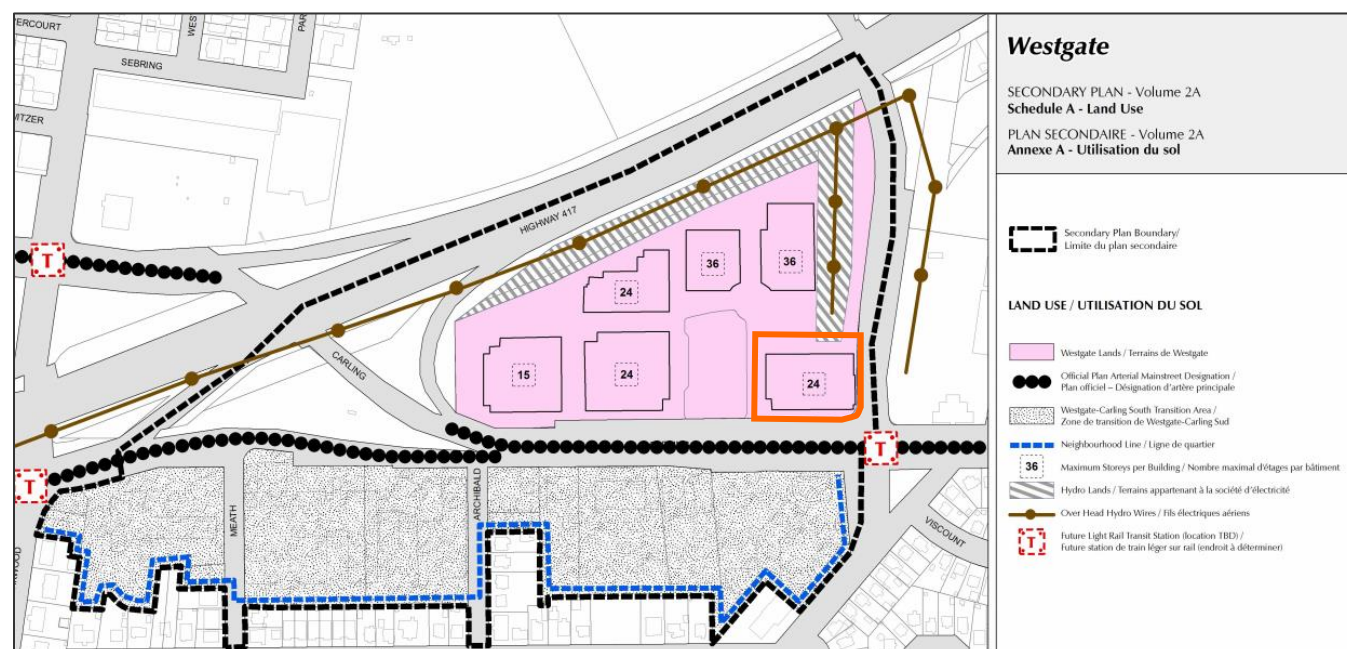 PERCOURT
WES
PAR
SEBRING
WITZER
HIGHWAY 417
T
36
36
24
CARLING
15
24
24
T
T
ARCHIBALD
MEATH
VISCOUNT
Westgate
SECONDARY PLAN - Volume 2A
Schedule A - Land Use
PLAN SECONDAIRE - Volume 2A
Annexe A - Utilisation du sol
Secondary Plan Boundary/
Limite du plan secondaire
LAND USE / UTILISATION DU SOL
Westgate Lands / Terrains de Westgate
Official Plan Arterial Mainstreet Designation /
Plan officiel – Désignation d'artère principale /
Westgate-Carling South Transition Area /
Zone de transition de Westgate-Carling Sud
Neighbourhood Line / Ligne de quartier
36
Maximum Storeys per Building / Nombre maximal d'étages par bâtiment
Hydro Lands / Terrains appartenant à la société d'électricité
Over Head Hydro Wires / Fils électriques aériens
T
Future Light Rail Transit Station (location TBD) /
Future station de train léger sur rail (endroit à déterminer)